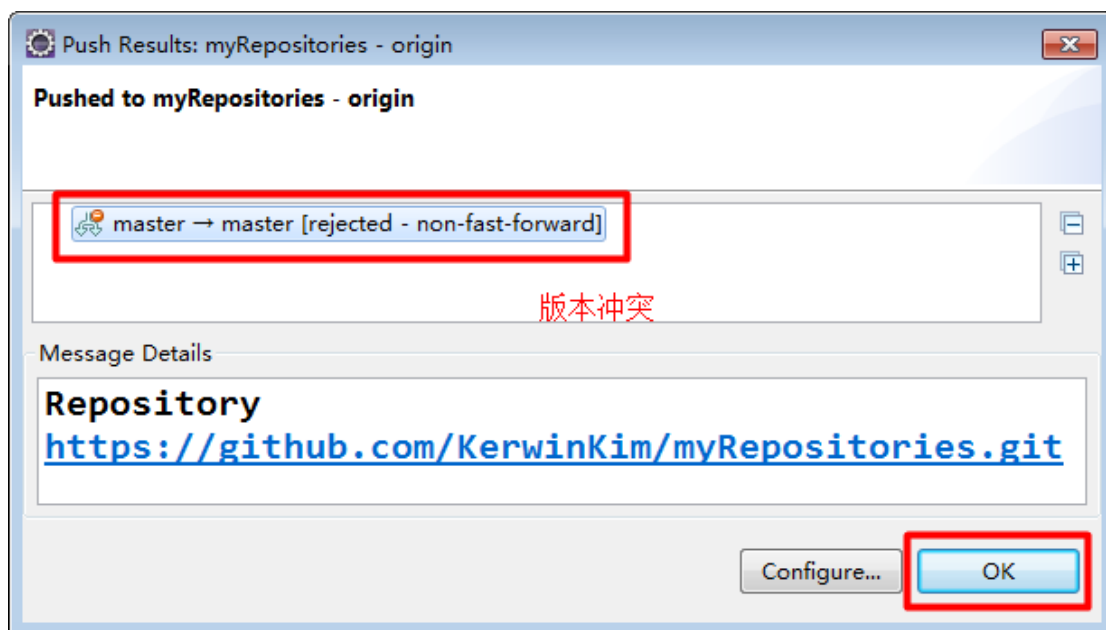 Push Results: myRepositories - origin
Pushed to myRepositories - origin
master → master [rejected - non-fast-forward]
版本冲突
Message Details
Repository
https://github.com/KerwinKim/myRepositories.git
Configure...
OK